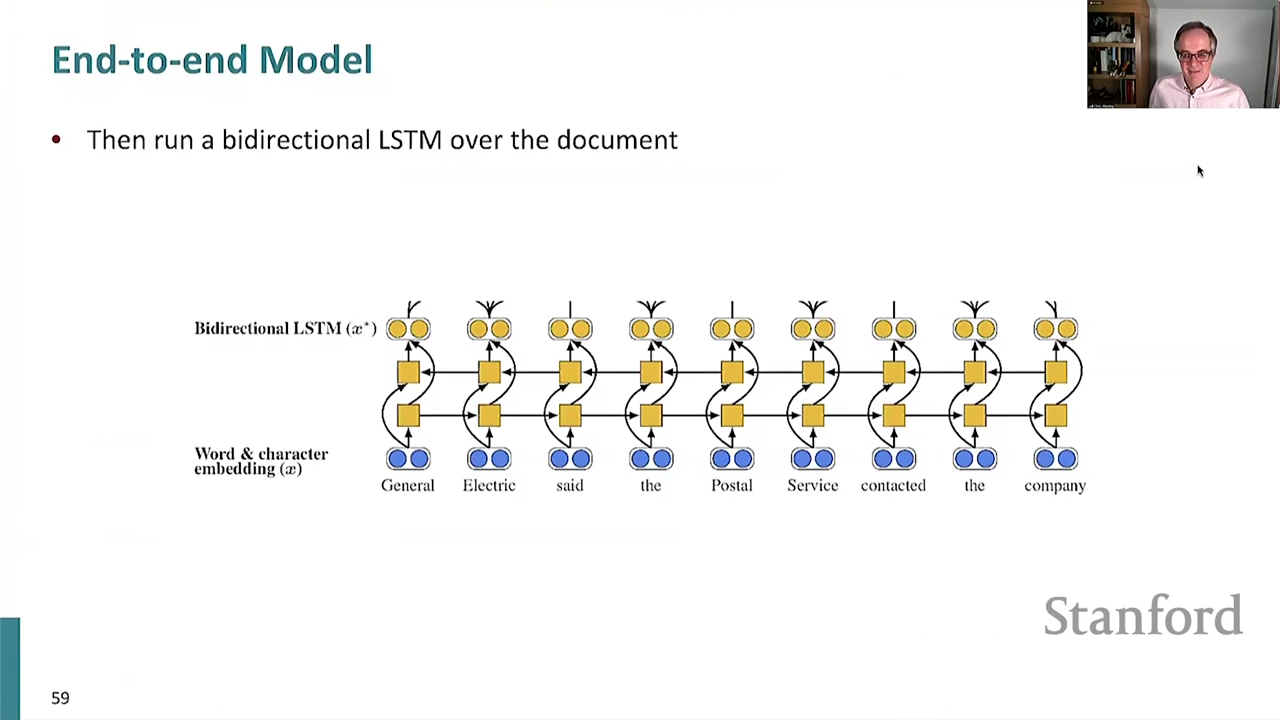 End-to-end Model
• Then run a bidirectional LSTM over the document
Bidirectional LSTM (x*)
Word & character
embedding (x)
General Electric said the Postal Service contacted the company
Stanford
59